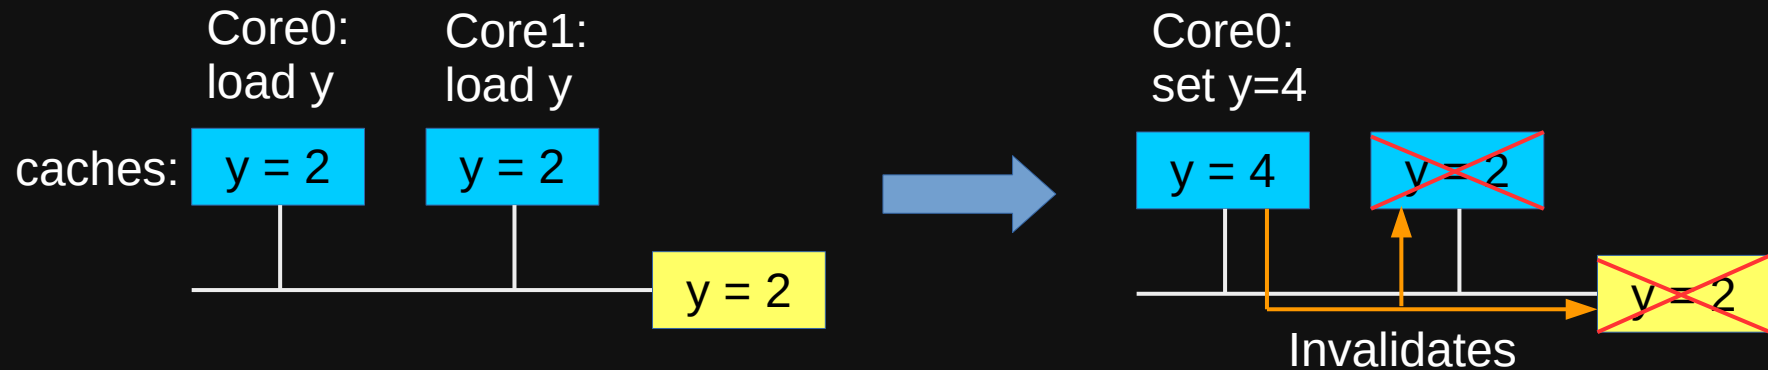 Core0:
load y
Core1:
load y
caches:
y = 2
y = 2
y = 2
Core0:
set y=4
y = 4
y = 2
y = 2
Invalidates